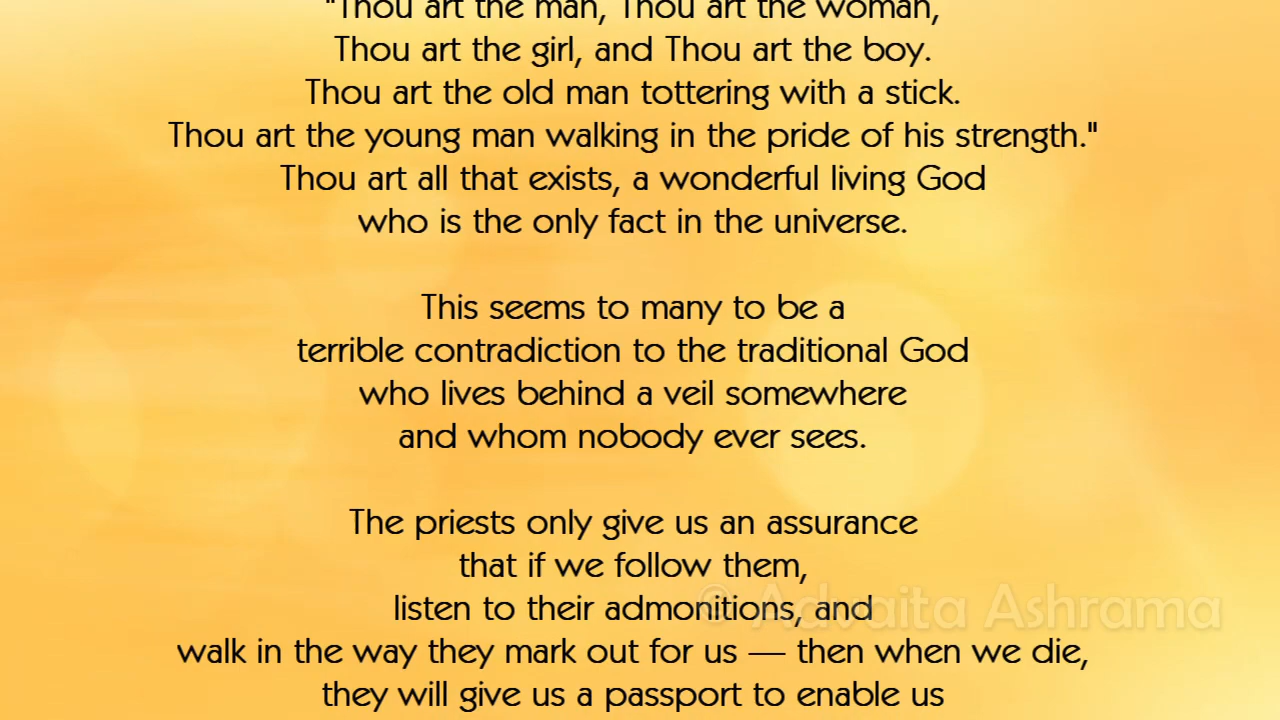 "Thou art the man, Thou art the woman,
Thou art the girl, and Thou art the boy.
Thou art the old man tottering with a stick.
Thou art the young man walking in the pride of his strength."
Thou art all that exists, a wonderful living God
who is the only fact in the universe.
This seems to many to be a
terrible contradiction to the traditional God
who lives behind a veil somewhere
and whom nobody ever sees.
The priests only give us an assurance
that if we follow them,
listen to their admonitions, and
© Advaita Ashrama
walk in the way they mark out for us — then when we die,
they will give us a passport to enable us